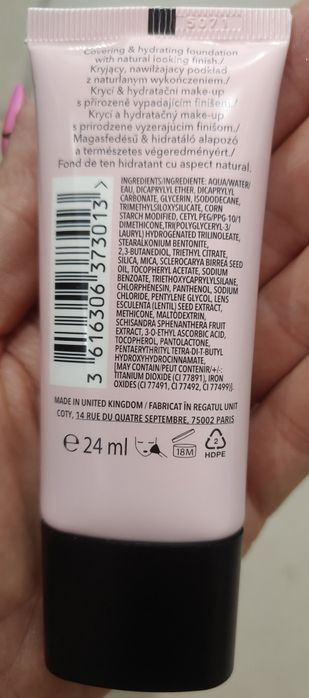 5071
Covering & hydrating foundation
with natural looking finish./
Kryjący, nawilżający podkład
z naturalnym wykończeniem./
Krycí & hydratační make-up
s přirozeně vypadajícím finišem./
Krycí a hydratačný make-up
s prirodzene vyzerajúcim finišom./
Magasfedésű & hidratáló alapozó
a természetes végeredményért./
Fond de ten hidratant cu aspect natural.
INGREDIENTS/INGREDIENTE: AQUA/WATER/
EAU, DICAPRYLYL ETHER, DICAPRYLYL
CARBONATE, GLYCERIN, ISODODECANE,
TRIMETHYLSILOXYSILICATE, CORN
STARCH MODIFIED, CETYL PEG/PPG-10/1
DIMETHICONE,TRI(POLYGLYCERYL-3/
LAURYL) HYDROGENATED TRILINOLEATE,
STEARALKONIUM BENTONITE,
2,3-BUTANEDIOL, TRIETHYL CITRATE,
SILICA, MICA, SCLEROCARYA BIRREA SEED
OIL, TOCOPHERYL ACETATE, SODIUM
BENZOATE, TRIETHOXYCAPRYLYLSILANE,
CHLORPHENESIN, PANTHENOL, SODIUM
CHLORIDE, PENTYLENE GLYCOL, LENS
ESCULENTA (LENTIL) SEED EXTRACT,
METHICONE, MALTODEXTRIN,
SCHISANDRA SPHENANTHERA FRUIT
EXTRACT, 3-O-ETHYL ASCORBIC ACID,
TOCOPHEROL, PANTOLACTONE,
PENTAERYTHRITYL TETRA-DI-T-BUTYL
HYDROXYHYDROCINNAMATE,
[MAY CONTAIN/PEUT CONTENIR/+/-:
TITANIUM DIOXIDE (CI 77891), IRON
OXIDES (CI 77491, CI 77492, CI 77499)].
3 616306 373013 >
MADE IN UNITED KINGDOM / FABRICAT ÎN REGATUL UNIT
COTY, 14 RUE DU QUATRE SEPTEMBRE, 75002 PARIS
e 24 ml
18M
2
HDPE